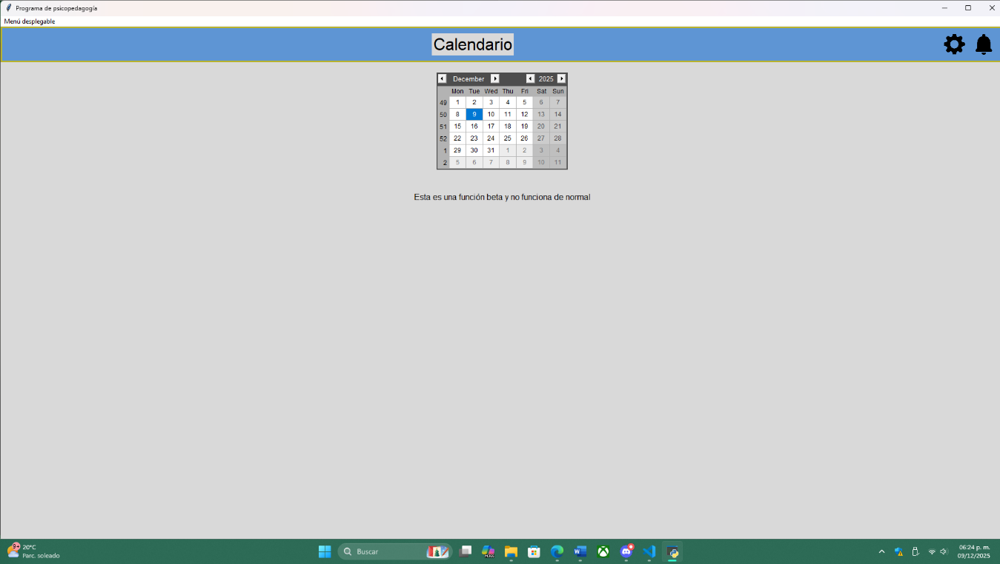 Programa de psicopedagogía
Menú desplegable
Calendario
December 2025
Mon Tue Wed Thu Fri Sat Sun
49 1 2 3 4 5 6 7
50 8 9 10 11 12 13 14
51 15 16 17 18 19 20 21
52 22 23 24 25 26 27 28
1 29 30 31 1 2 3 4
2 5 6 7 8 9 10 11
Esta es una función beta y no funciona de normal
9+
20°C
Parc. soleado
Buscar
M365
W
06:24 p. m.
09/12/2025